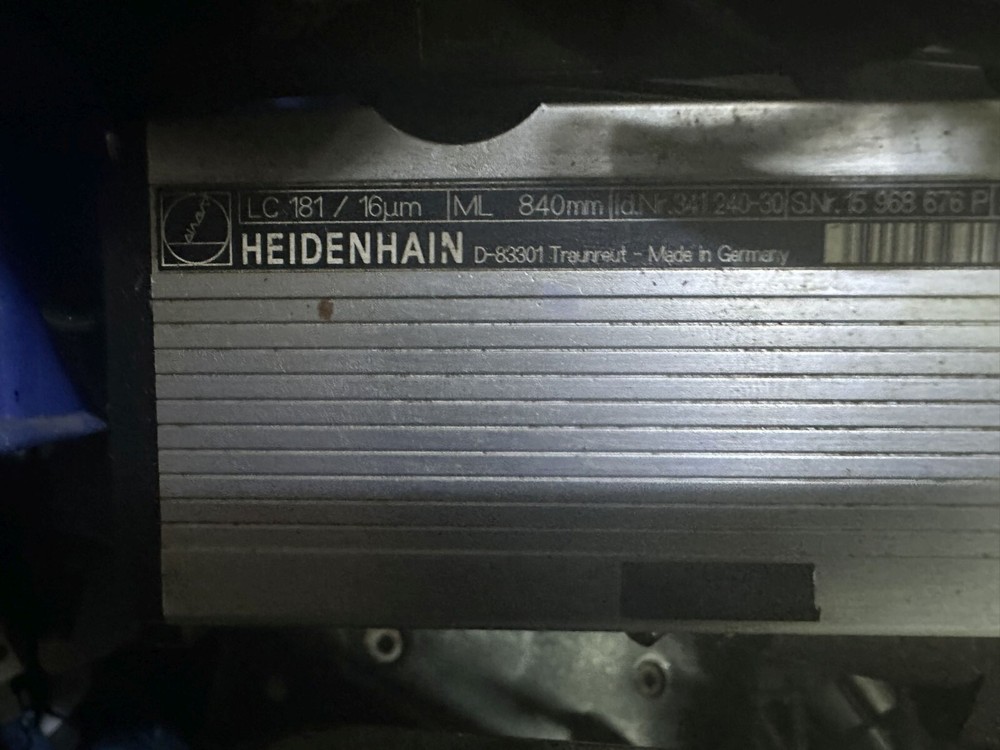 LC 181 / 16µm ML 840mm Id.Nr.341 240-30 S.Nr.15 968 676 P
HEIDENHAIN D-83301 Traunreut - Made in Germany